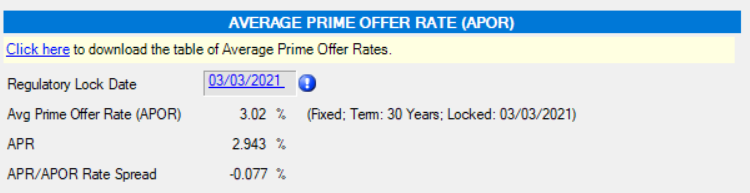 AVERAGE PRIME OFFER RATE (APOR)
Click here to download the table of Average Prime Offer Rates.
Regulatory Lock Date 03/03/2021
Avg Prime Offer Rate (APOR) 3.02 % (Fixed; Term: 30 Years; Locked: 03/03/2021)
APR 2.943 %
APR/APOR Rate Spread -0.077 %